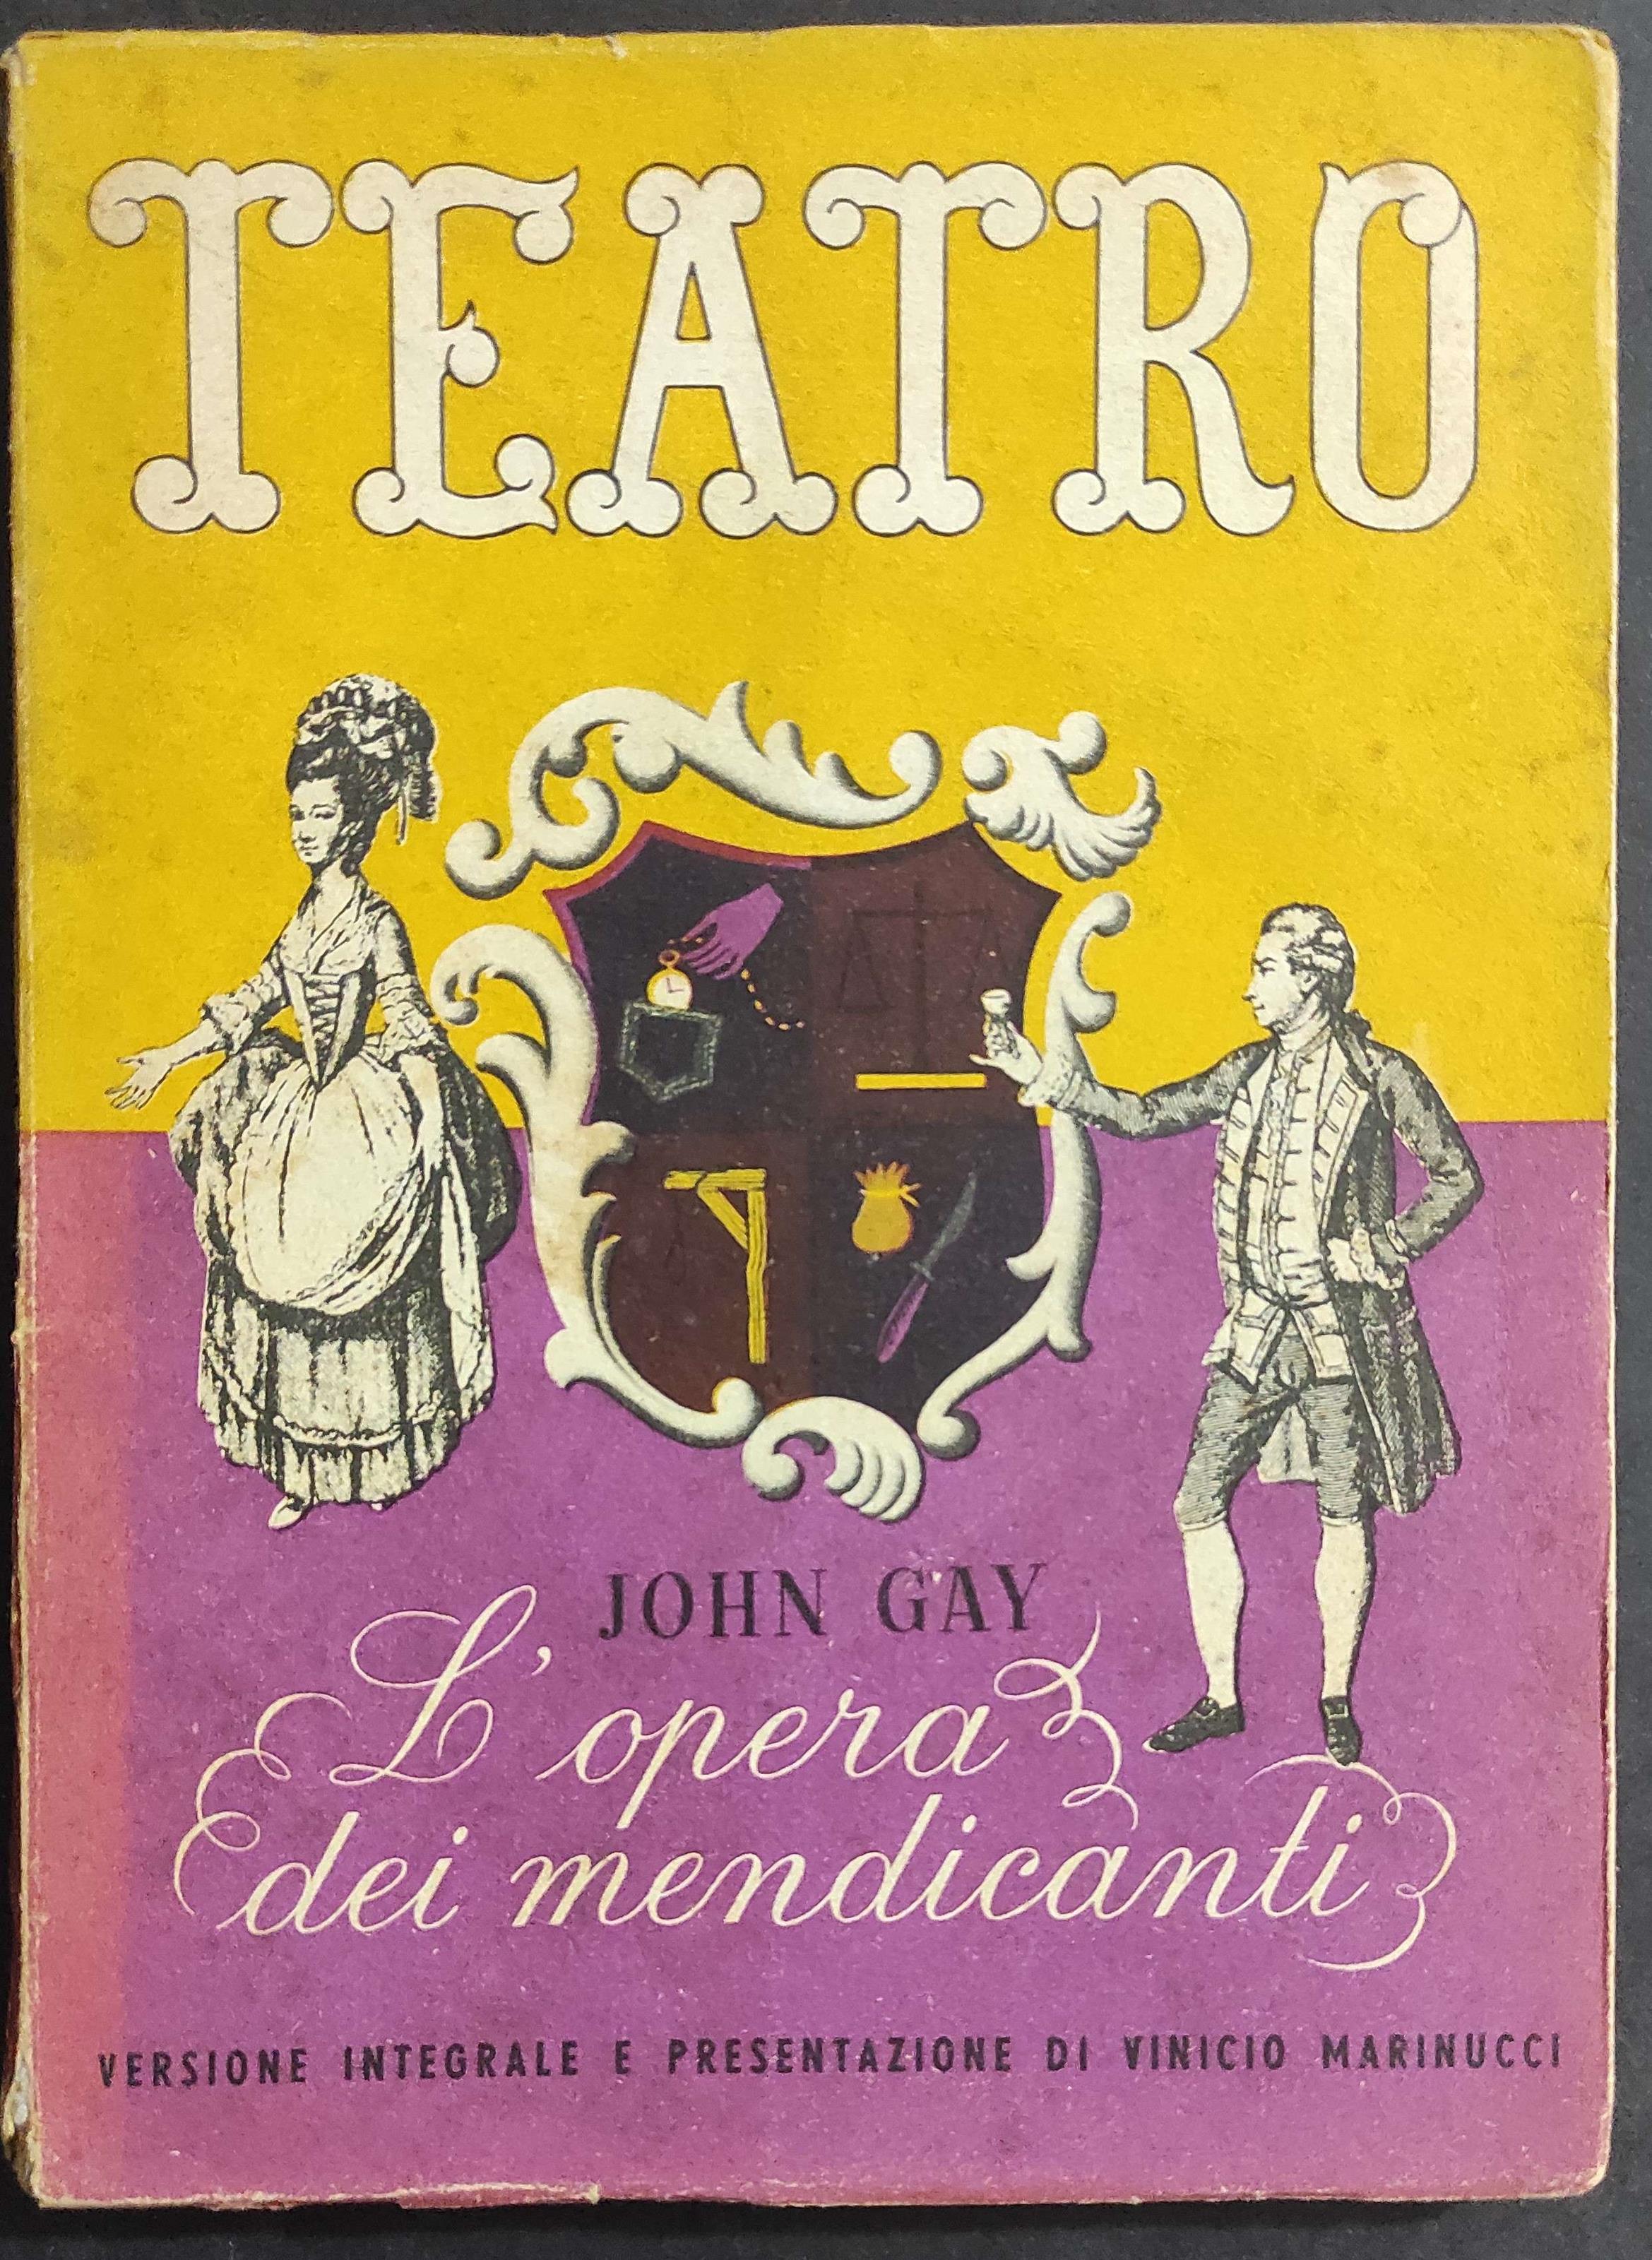 TEATRO
JOHN GAY
L'opera
dei mendicanti
VERSIONE INTEGRALE E PRESENTAZIONE DI VINICIO MARINUCCI